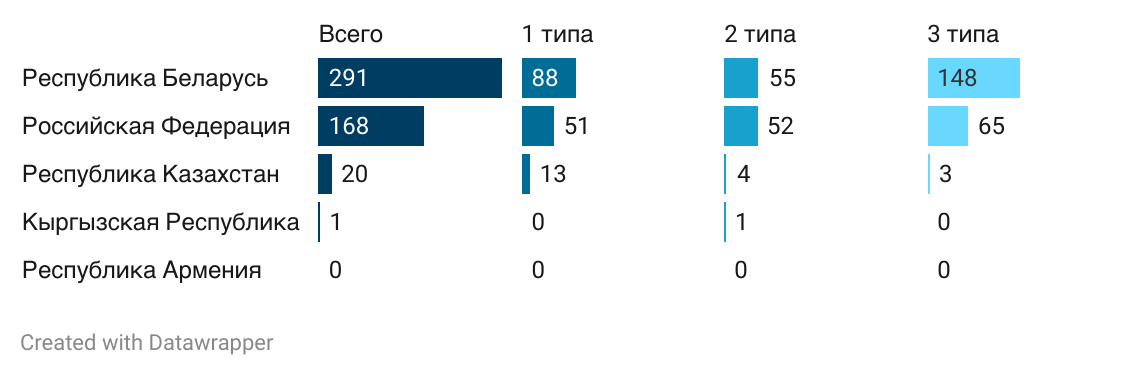 Всего 1 типа 2 типа 3 типа
Республика Беларусь 291 88 55 148
Российская Федерация 168 51 52 65
Республика Казахстан 20 13 4 3
Кыргызская Республика 1 0 1 0
Республика Армения 0 0 0 0
Created with Datawrapper